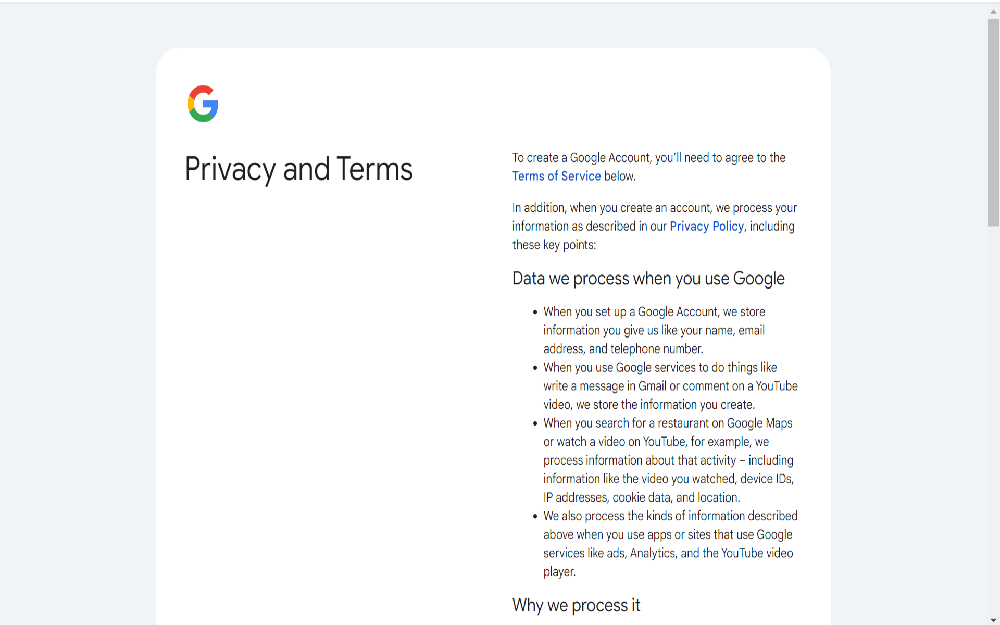 Privacy and Terms
To create a Google Account, you’ll need to agree to the
Terms of Service below.
In addition, when you create an account, we process your
information as described in our Privacy Policy, including
these key points:
Data we process when you use Google
• When you set up a Google Account, we store
information you give us like your name, email
address, and telephone number.
• When you use Google services to do things like
write a message in Gmail or comment on a YouTube
video, we store the information you create.
• When you search for a restaurant on Google Maps
or watch a video on YouTube, for example, we
process information about that activity – including
information like the video you watched, device IDs,
IP addresses, cookie data, and location.
• We also process the kinds of information described
above when you use apps or sites that use Google
services like ads, Analytics, and the YouTube video
player.
Why we process it